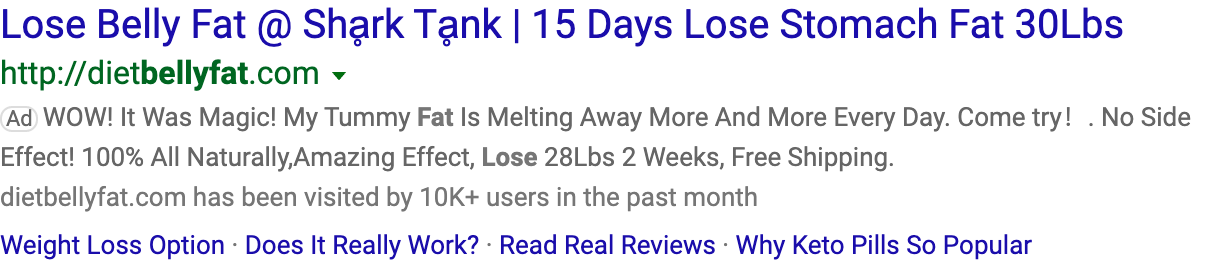 Lose Belly Fat @ Shḁrk Tḁnk | 15 Days Lose Stomach Fat 30Lbs
http://dietbellyfat.com
Ad WOW! It Was Magic! My Tummy Fat Is Melting Away More And More Every Day. Come try！ . No Side
Effect! 100% All Naturally,Amazing Effect, Lose 28Lbs 2 Weeks, Free Shipping.
dietbellyfat.com has been visited by 10K+ users in the past month
Weight Loss Option · Does It Really Work? · Read Real Reviews · Why Keto Pills So Popular